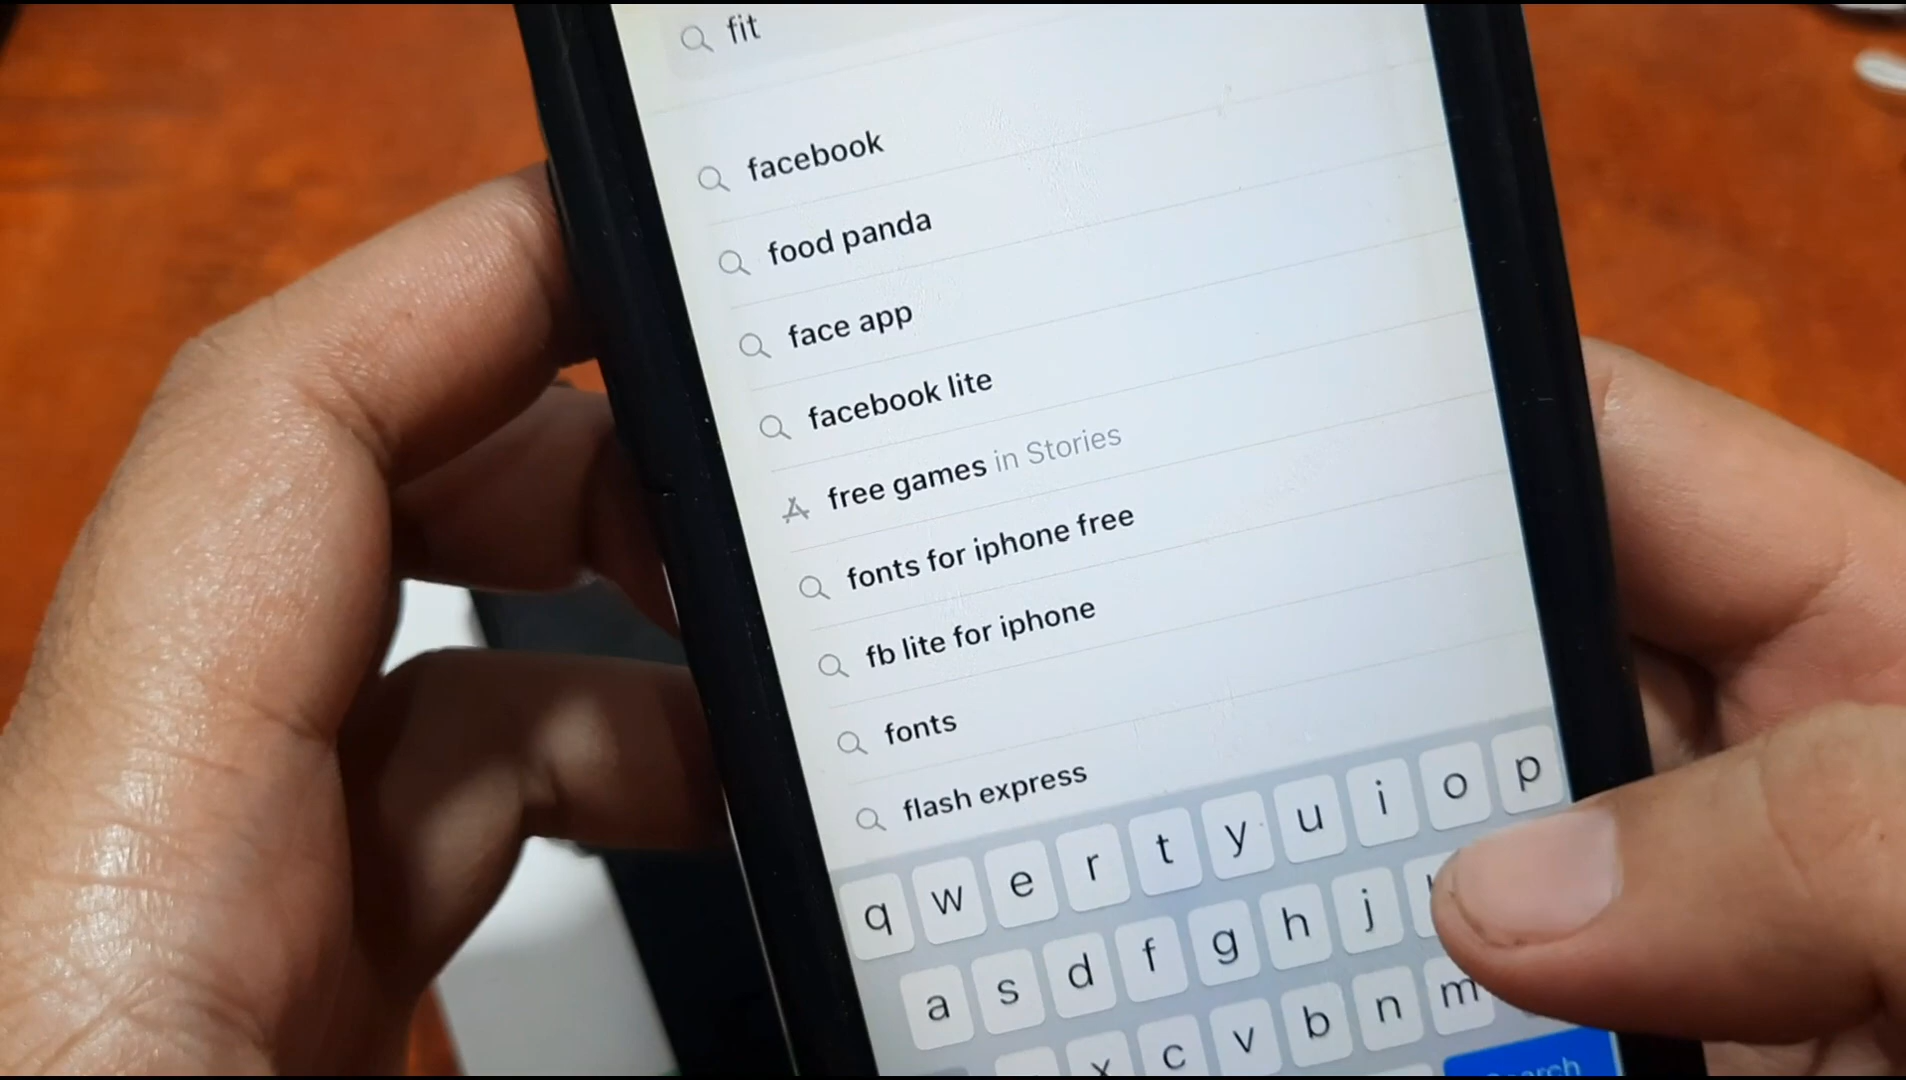 fit
facebook
food panda
face app
facebook lite
free games in Stories
fonts for iphone free
fb lite for iphone
fonts
flash express
q w e r t y u i o p
a s d f g h j
x c v b n m